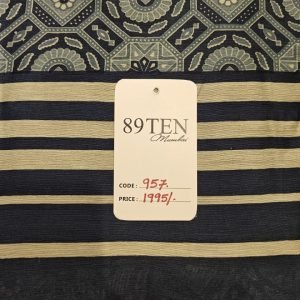 89TEN
Mumbai
CODE: 957.
PRICE: 1995/-